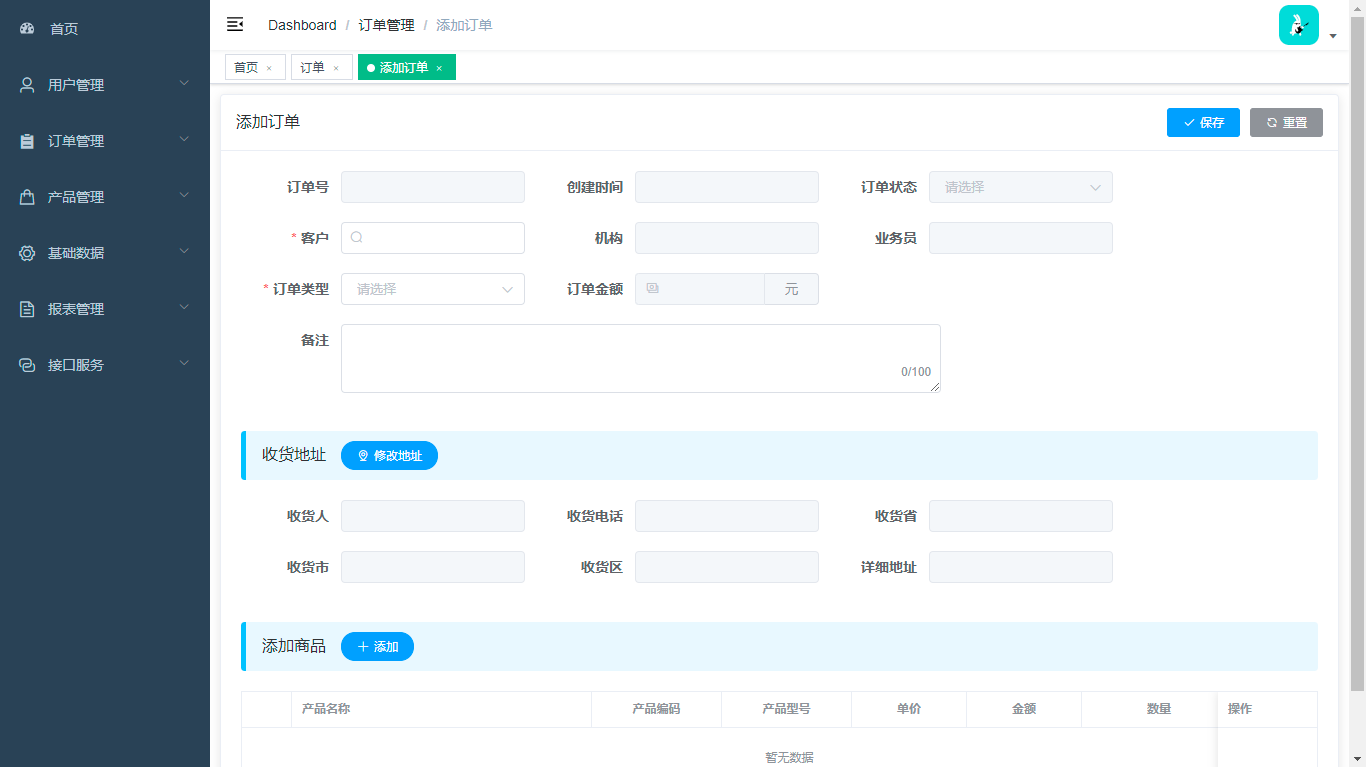 首页
用户管理
订单管理
产品管理
基础数据
报表管理
接口服务
Dashboard / 订单管理 / 添加订单
首页 × 订单 × 添加订单 ×
添加订单 保存 重置
订单号 创建时间 订单状态 请选择
* 客户 机构 业务员
* 订单类型 请选择 订单金额 元
备注
0/100
收货地址 修改地址
收货人 收货电话 收货省
收货市 收货区 详细地址
添加商品 添加
产品名称 产品编码 产品型号 单价 金额 数量 操作
暂无数据